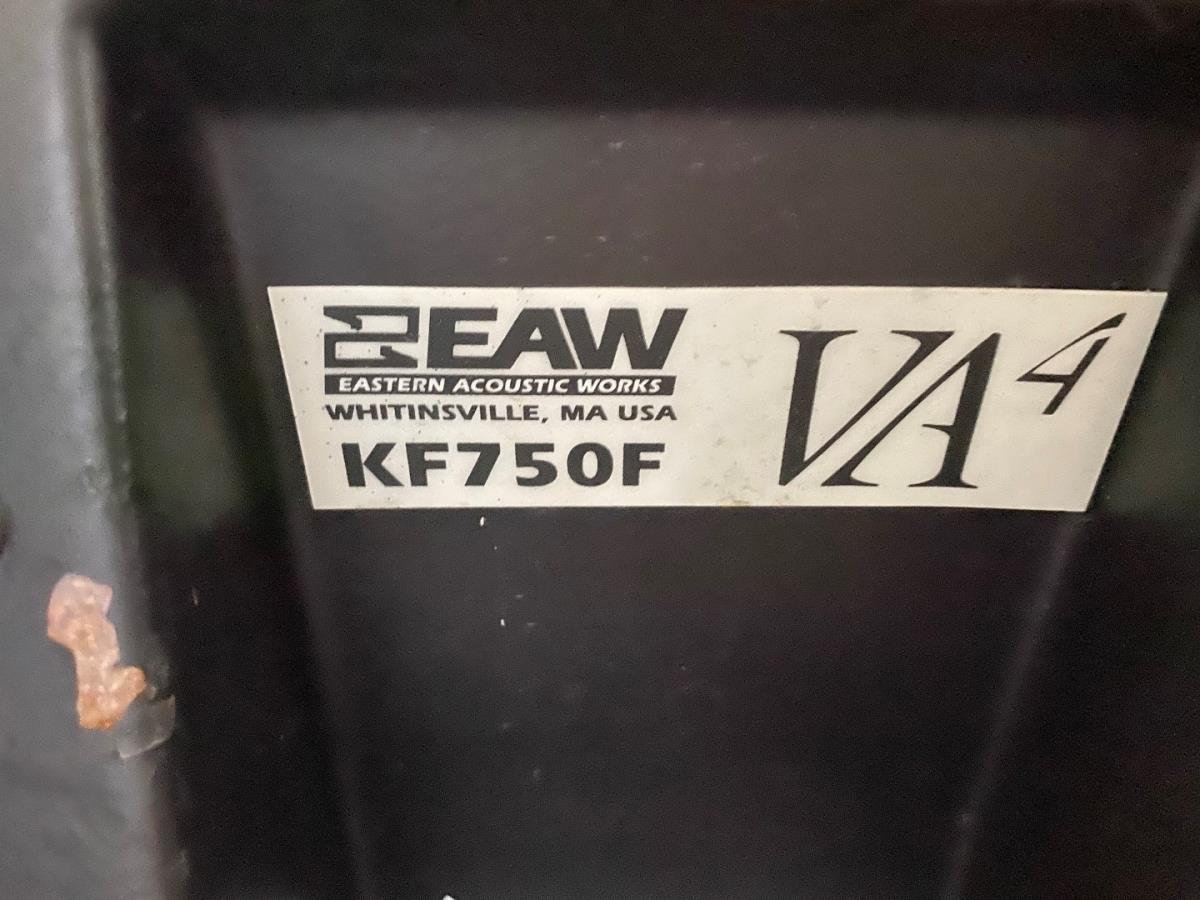 EAW
EASTERN ACOUSTIC WORKS
WHITINSVILLE, MA USA
KF750F
VA4